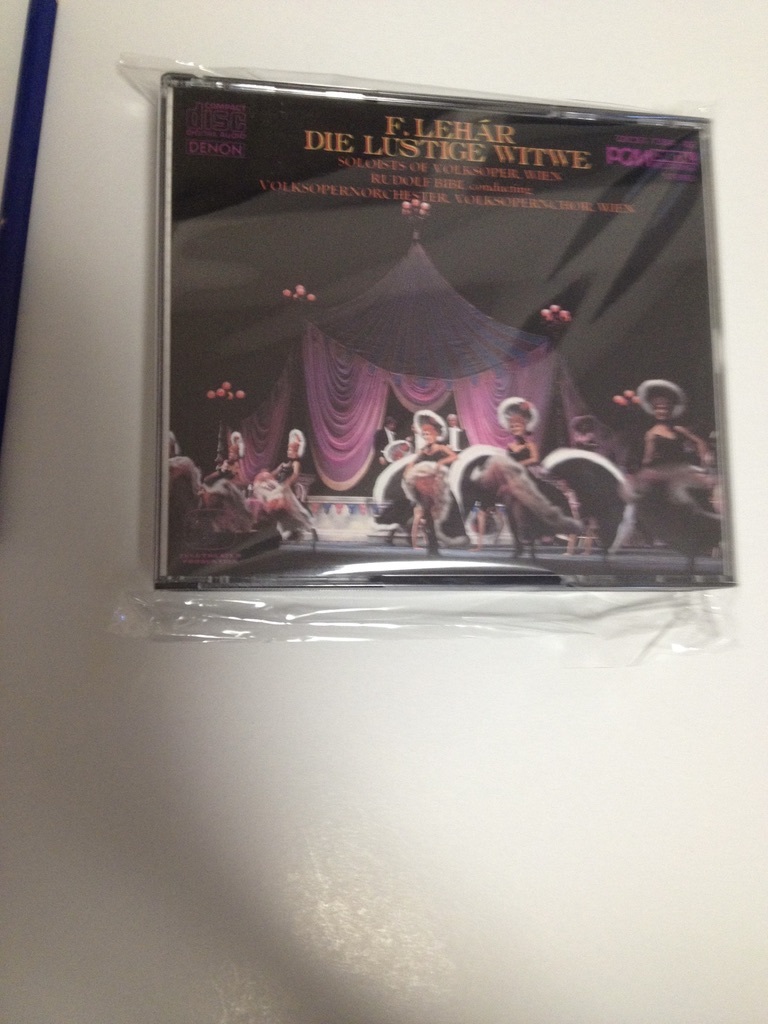 COMPACT
disc
DIGITAL AUDIO
DENON
F. LEHÁR
DIE LUSTIGE WITWE
SOLOISTS OF VOLKSOPER, WIEN
RUDOLF BIBL conducting
VOLKSOPERNORCHESTER, VOLKSOPERNCHOR, WIEN
PCM